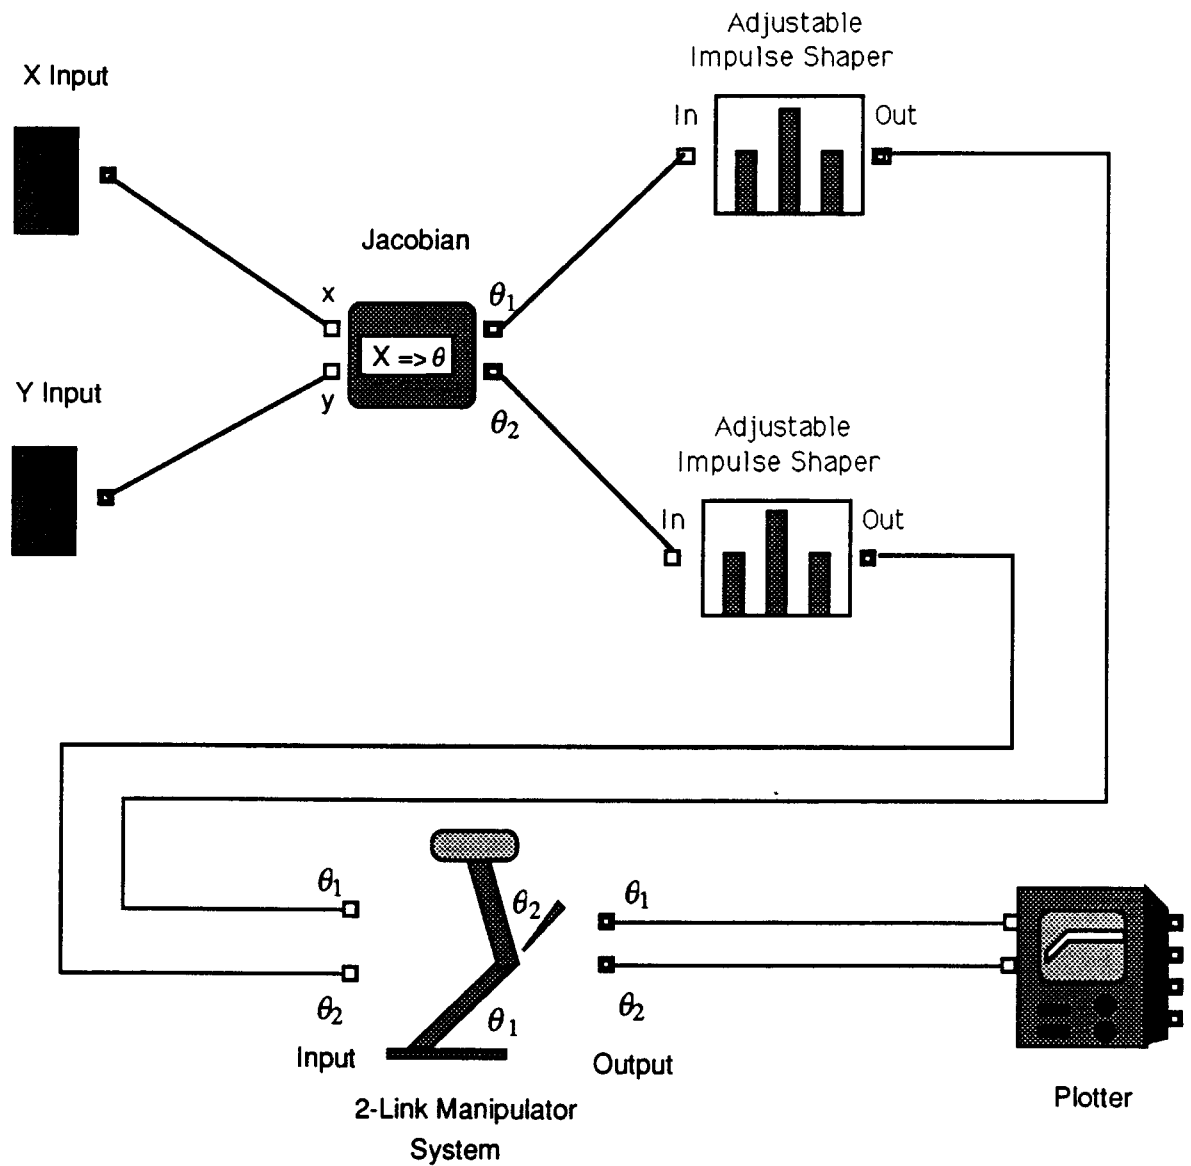 Adjustable
Impulse Shaper
X Input
In
Out
Jacobian
x
θ1
X => θ
Y Input
y
θ2
Adjustable
Impulse Shaper
In
Out
θ1
θ2
θ1
θ2
θ1
θ2
Input
Output
Plotter
2-Link Manipulator
System